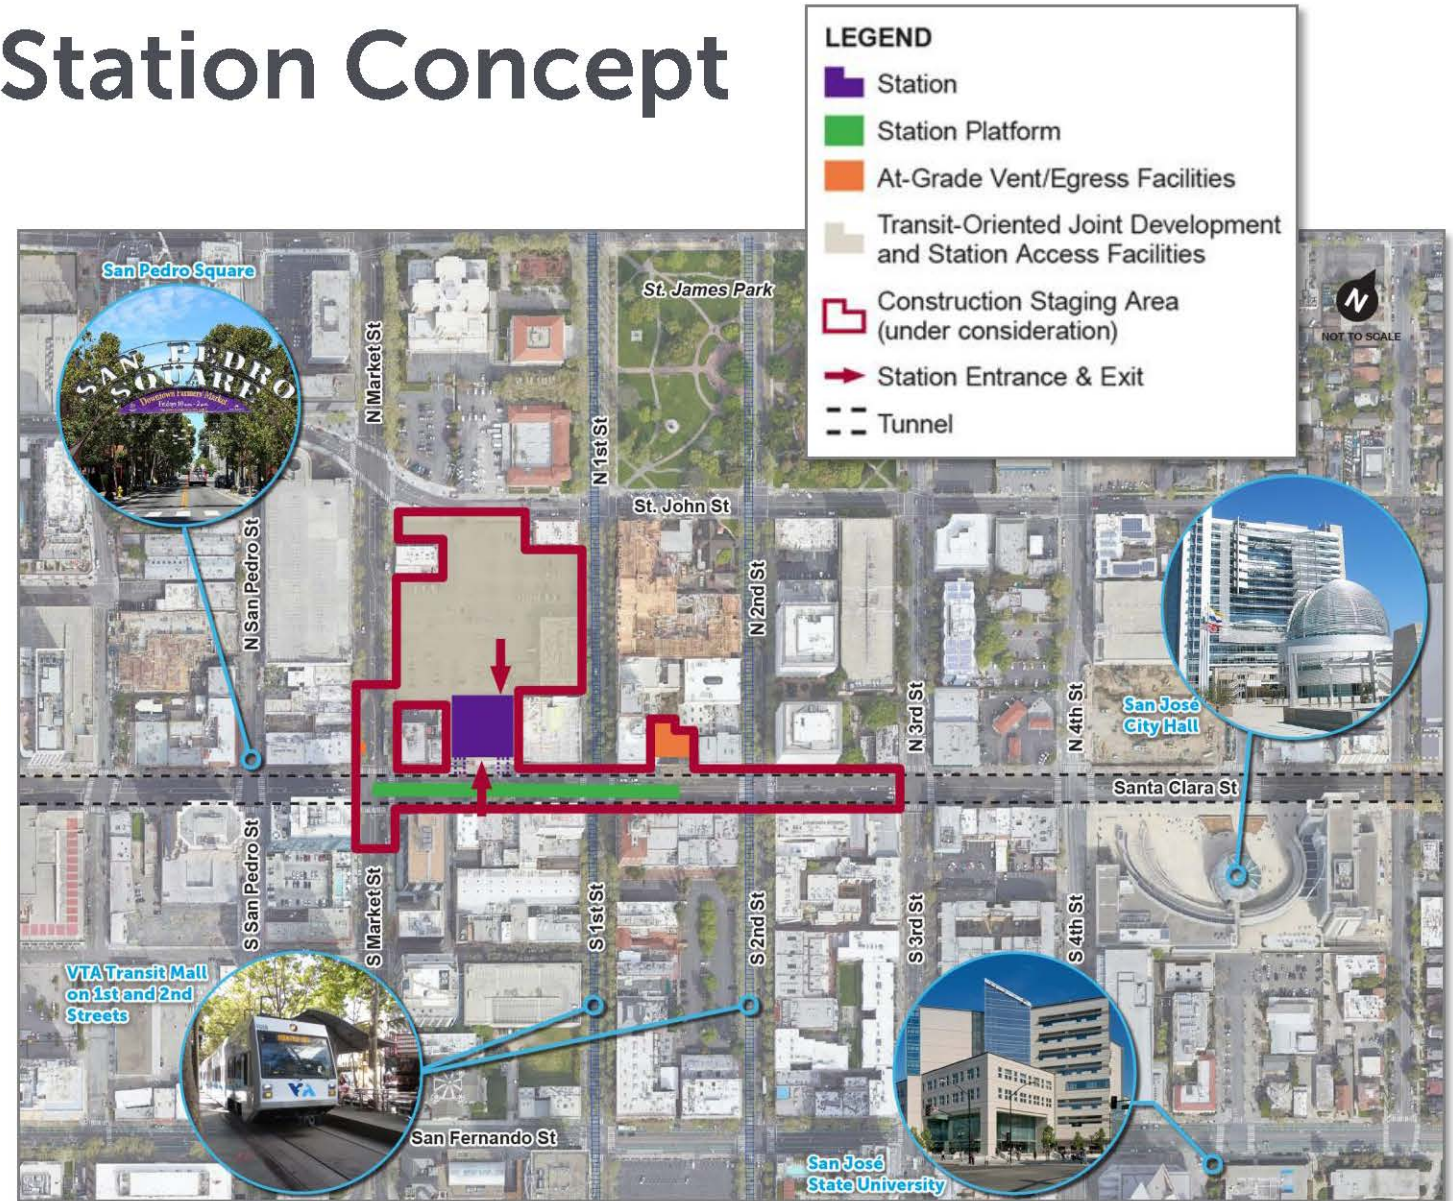 Station Concept
LEGEND
Station
Station Platform
At-Grade Vent/Egress Facilities
Transit-Oriented Joint Development
and Station Access Facilities
Construction Staging Area
(under consideration)
Station Entrance & Exit
Tunnel
San Pedro Square
SAN PEDRO
SQUARE
Downtown Farmers' Market
St. James Park
N
NOT TO SCALE
N Market St
N 1st St
St. John St
N San Pedro St
N 2nd St
N 3rd St
N 4th St
San José
City Hall
Santa Clara St
S San Pedro St
S Market St
S 1st St
S 2nd St
S 3rd St
S 4th St
VTA Transit Mall
on 1st and 2nd
Streets
VTA
San Fernando St
San José
State University